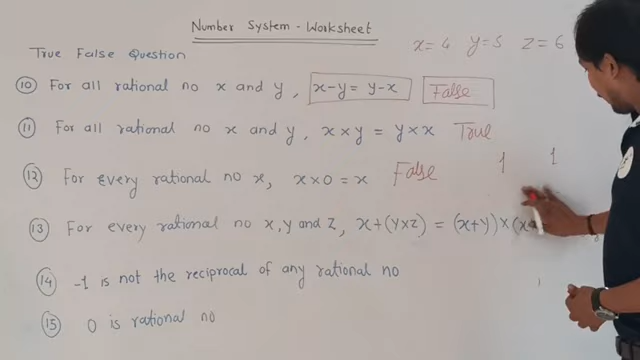 Number System - Worksheet
x = 4 y = 5 z = 6
True False Question
10 For all rational no x and y, x-y = y-x False
11 For all rational no x and y, x × y = y × x True
12 For every rational no x, x × 0 = x False
1 1
13 For every rational no x, y and z, x + (y × z) = (x + y) × (x
14 -1 is not the reciprocal of any rational no
15 0 is rational no